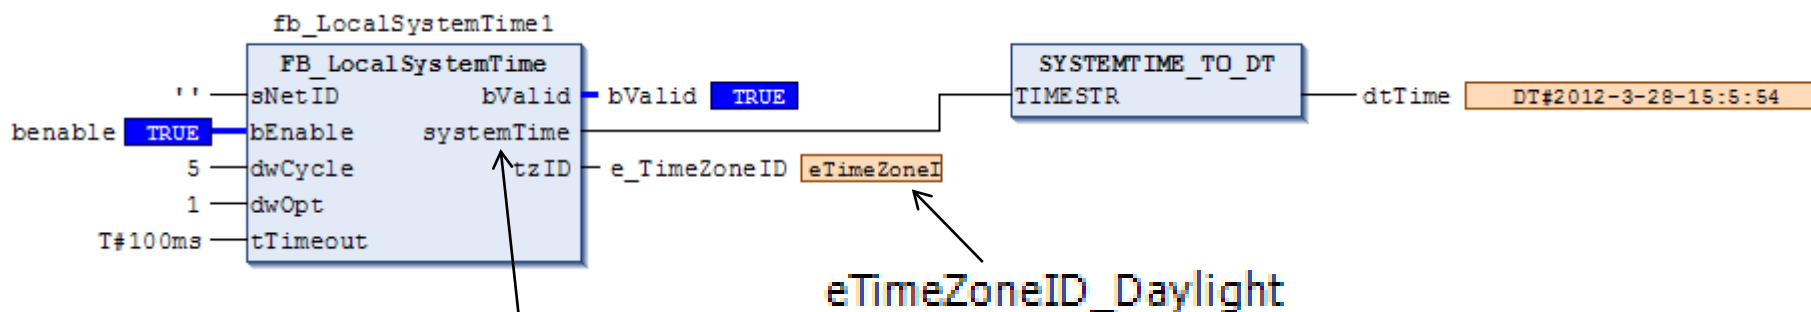 fb_LocalSystemTime1
FB_LocalSystemTime
SYSTEMTIME_TO_DT
'' sNetID bValid bValid TRUE TIMESTR dtTime DT#2012-3-28-15:5:54
benable TRUE bEnable systemTime
5 dwCycle tzID e_TimeZoneID eTimeZoneI
1 dwOpt
T#100ms tTimeout
eTimeZoneID_Daylight